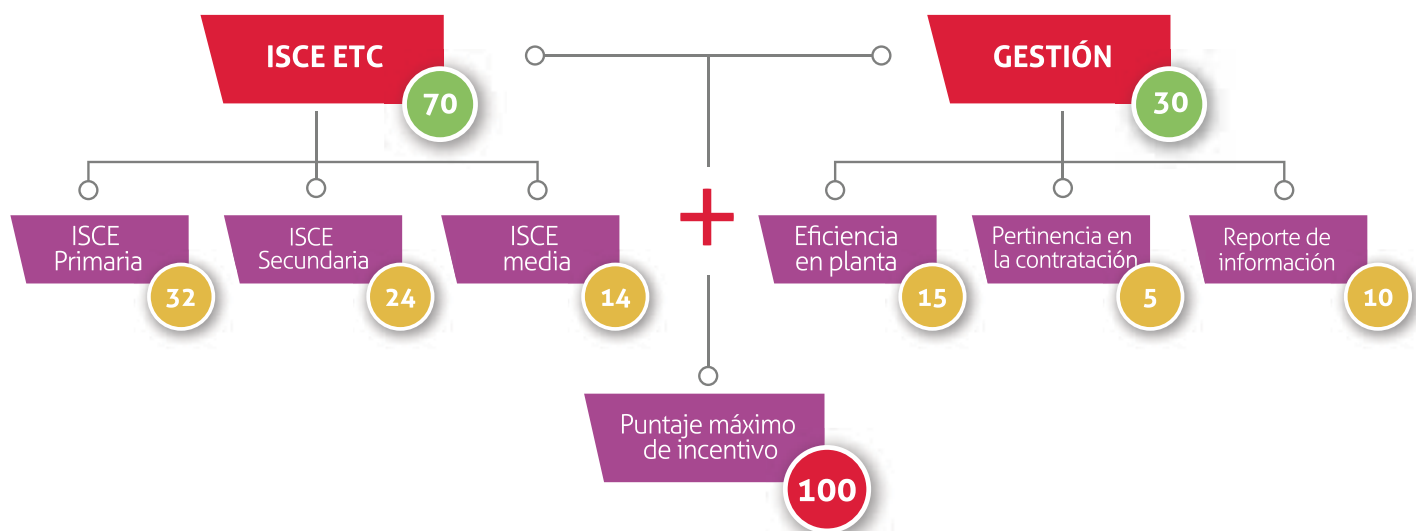 ISCE ETC
70
GESTIÓN
30
ISCE
Primaria
32
ISCE
Secundaria
24
ISCE
media
14
+
Eficiencia
en planta
15
Pertinencia en
la contratación
5
Reporte de
información
10
Puntaje máximo
de incentivo
100